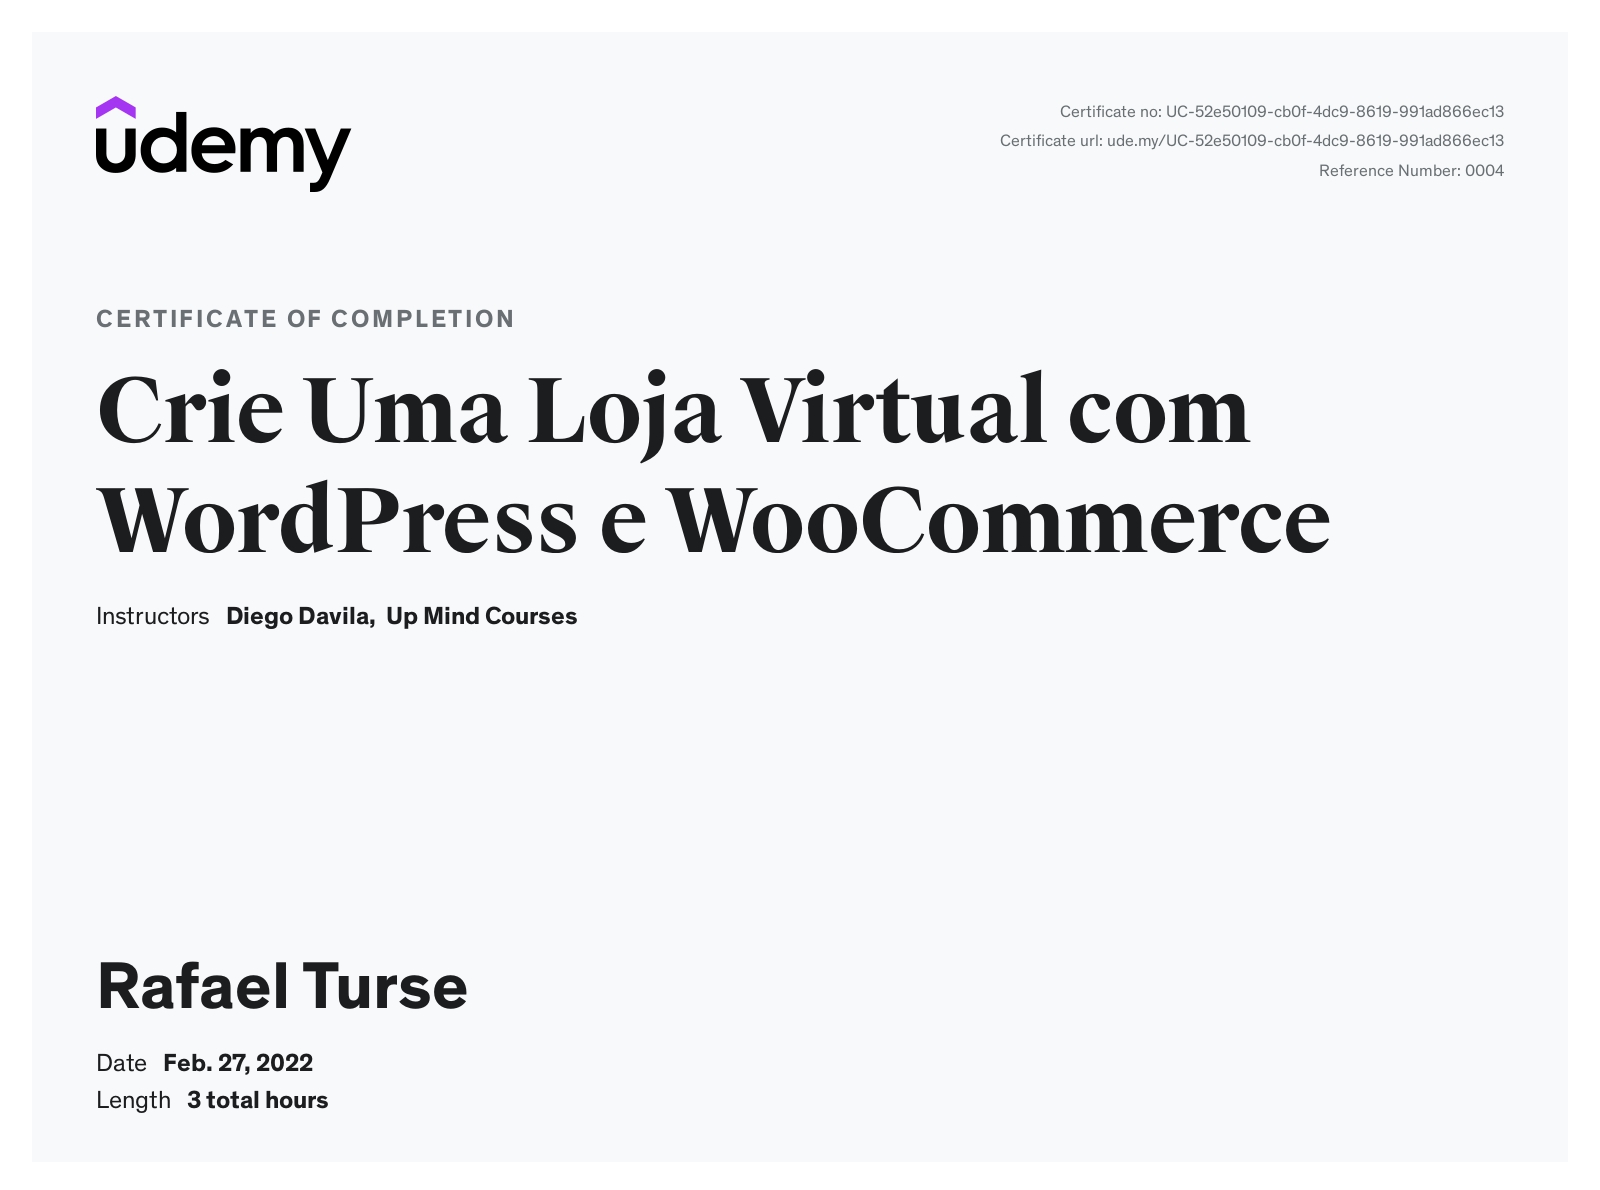 udemy
Certificate no: UC-52e50109-cb0f-4dc9-8619-991ad866ec13
Certificate url: ude.my/UC-52e50109-cb0f-4dc9-8619-991ad866ec13
Reference Number: 0004
CERTIFICATE OF COMPLETION
Crie Uma Loja Virtual com
WordPress e WooCommerce
Instructors Diego Davila, Up Mind Courses
Rafael Turse
Date Feb. 27, 2022
Length 3 total hours